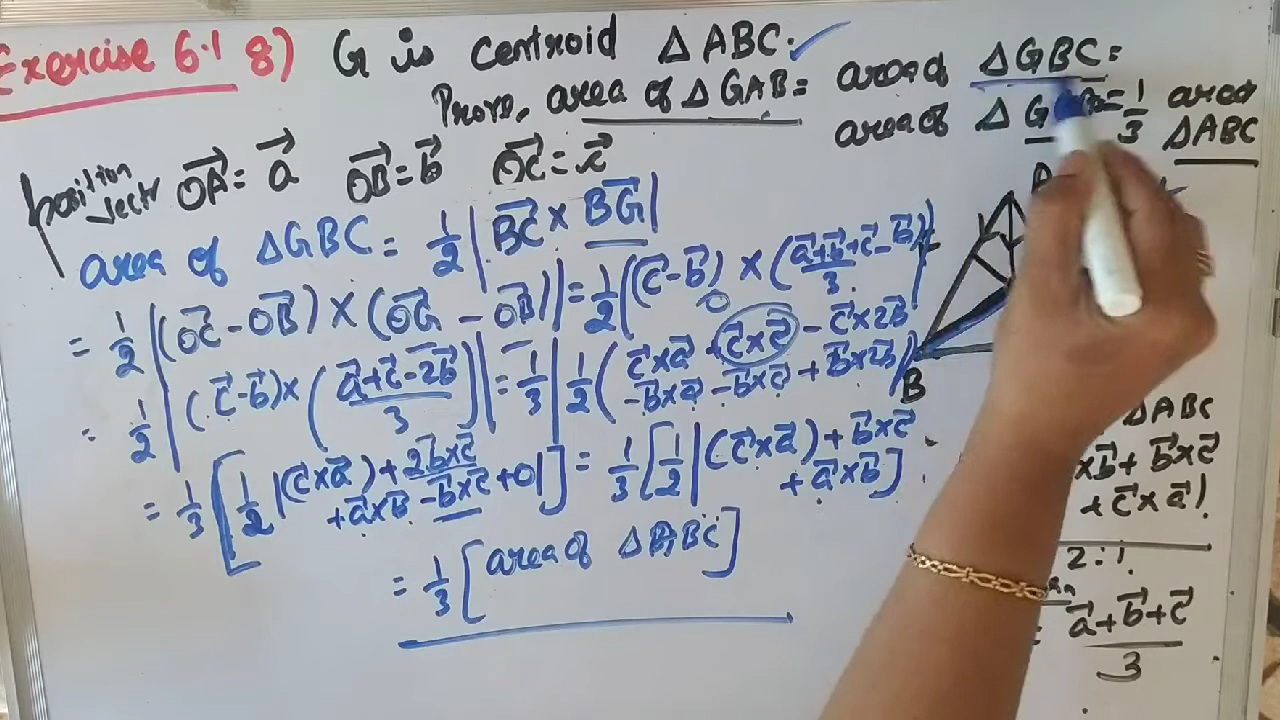 Exercise 6.1 8) G is centroid △ABC. ✓
Prove, area of △GAB = area of △GBC =
area of △ G = 1/3 area △ABC
position vector OA⃗ = a⃗ OB⃗ = b⃗ OC⃗ = c⃗
area of △GBC = 1/2 | BC⃗ × BG⃗ |
= 1/2 |(OC⃗ - OB⃗) × (OG⃗ - OB⃗)| = 1/2 |(c⃗ - b⃗) × (a⃗ + b⃗ + c⃗/3 - b⃗)|
= 1/2 |(c⃗ - b⃗) × (a⃗ + c⃗ - 2b⃗/3)| = 1/3 | 1/2 (c⃗ × a⃗ + c⃗ × c⃗ - c⃗ × 2b⃗
- b⃗ × a⃗ - b⃗ × c⃗ + b⃗ × 2b⃗)|
= 1/3 [1/2 |(c⃗ × a⃗) + 2b⃗ × c⃗
+ a⃗ × b⃗ - b⃗ × c⃗ + 0|] = 1/3 [1/2 |(c⃗ × a⃗) + b⃗ × c⃗
+ a⃗ × b⃗]
= 1/3 [area of △ABC]
A
B
△ABC
× b⃗ + b⃗ × c⃗
+ c⃗ × a⃗|
2:1
= a⃗ + b⃗ + c⃗/3